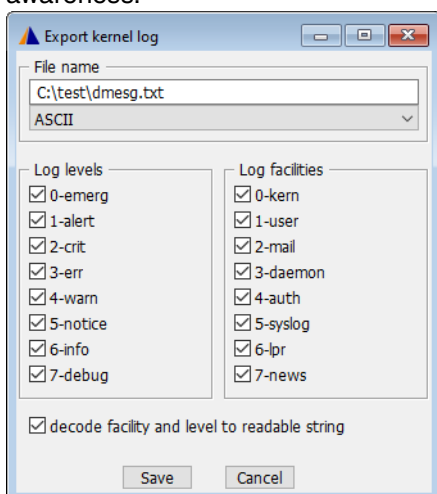 awareness.
Export kernel log
File name
C:\test\dmesg.txt
ASCII
Log levels
0-emerg
1-alert
2-crit
3-err
4-warn
5-notice
6-info
7-debug
Log facilities
0-kern
1-user
2-mail
3-daemon
4-auth
5-syslog
6-lpr
7-news
decode facility and level to readable string
Save Cancel